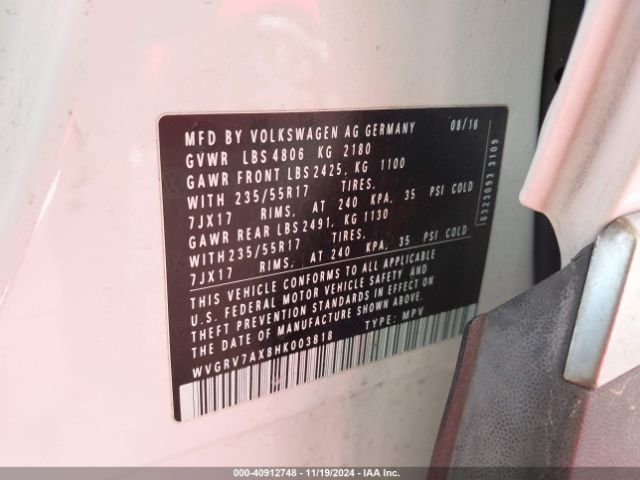 MFD BY VOLKSWAGEN AG GERMANY 08/16
GVWR LBS 4806 KG 2180
GAWR FRONT LBS 2425, KG 1100
WITH 235/55R17 TIRES,
7JX17 RIMS, AT 240 KPA, 35 PSI COLD
GAWR REAR LBS 2491, KG 1130
WITH 235/55R17 TIRES,
7JX17 RIMS, AT 240 KPA, 35 PSI COLD
THIS VEHICLE CONFORMS TO ALL APPLICABLE
U.S. FEDERAL MOTOR VEHICLE SAFETY AND
THEFT PREVENTION STANDARDS IN EFFECT ON
THE DATE OF MANUFACTURE SHOWN ABOVE.
WVGRV7AX8HK003818 TYPE: MPV
6323093 3109
000-40912748 - 11/19/2024 - IAA Inc.